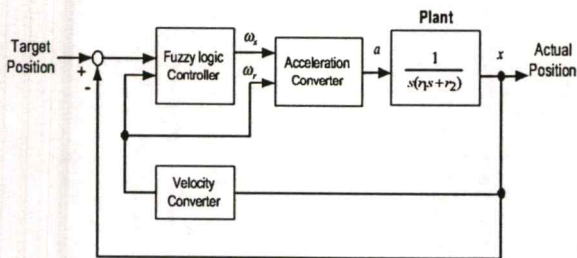 Plant
Target
Position
+
-
Fuzzy logic
Controller
ωs
ωr
Acceleration
Converter
a
1
s(r1s+r2)
x
Actual
Position
Velocity
Converter